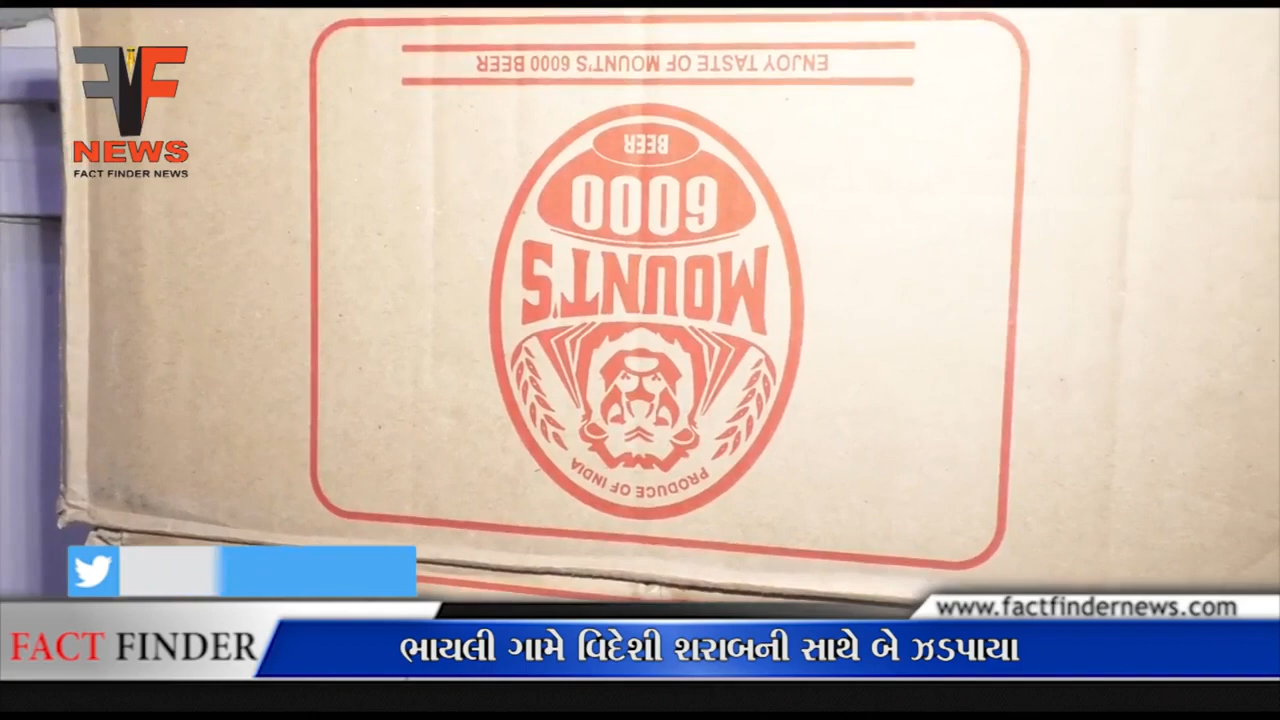 ENJOY TASTE OF MOUNT'S 6000 BEER
BEER
6000
MOUNT'S
PRODUCE OF INDIA
FF
NEWS
FACT FINDER NEWS
www.factfindernews.com
FACT FINDER
ભાયલી ગામે વિદેશી શરાબની સાથે બે ઝડપાયા